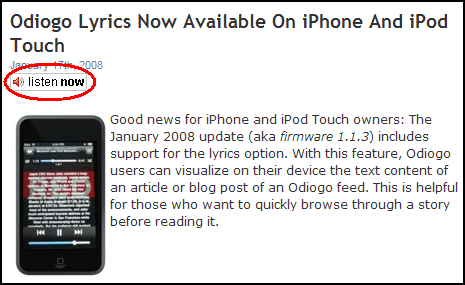 Odiogo Lyrics Now Available On iPhone And iPod
Touch
January 17th, 2008
listen now
Good news for iPhone and iPod Touch owners: The
January 2008 update (aka firmware 1.1.3) includes
support for the lyrics option. With this feature, Odiogo
users can visualize on their device the text content of
an article or blog post of an Odiogo feed. This is helpful
for those who want to quickly browse through a story
before reading it.